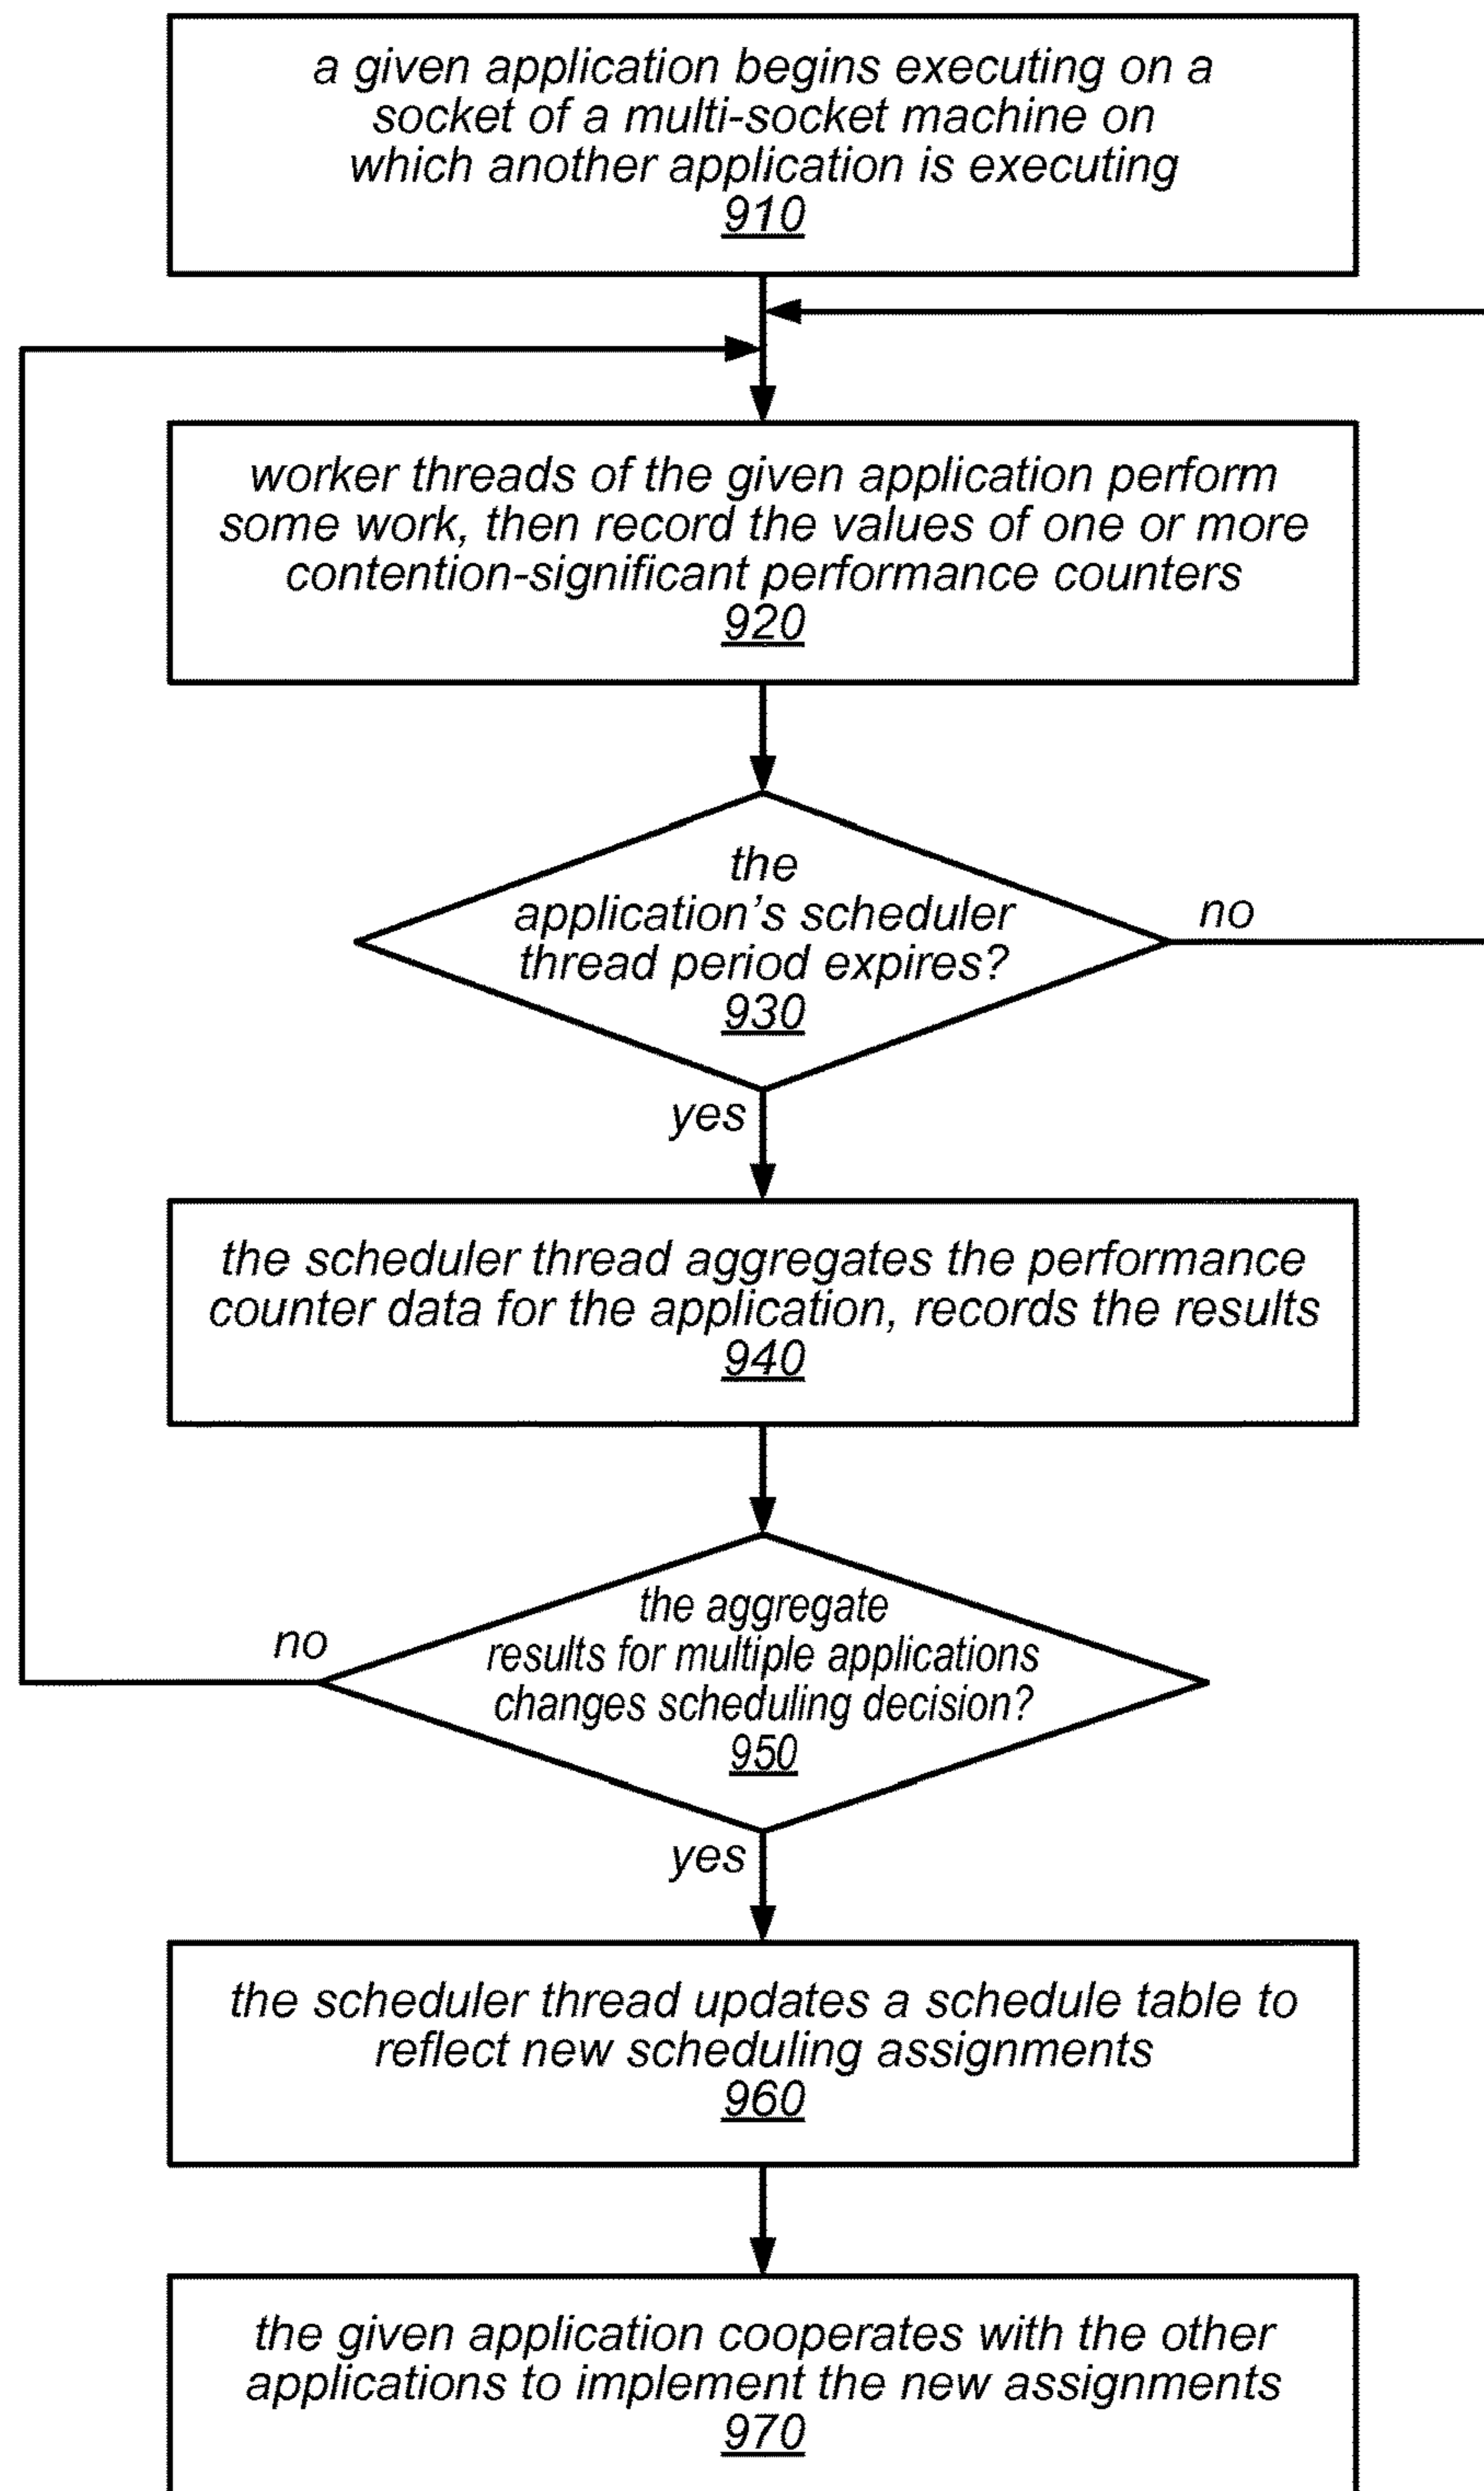 a given application begins executing on a
socket of a multi-socket machine on
which another application is executing
910
worker threads of the given application perform
some work, then record the values of one or more
contention-significant performance counters
920
the
application's scheduler
thread period expires?
930
no
yes
the scheduler thread aggregates the performance
counter data for the application, records the results
940
the aggregate
results for multiple applications
changes scheduling decision?
950
no
yes
the scheduler thread updates a schedule table to
reflect new scheduling assignments
960
the given application cooperates with the other
applications to implement the new assignments
970